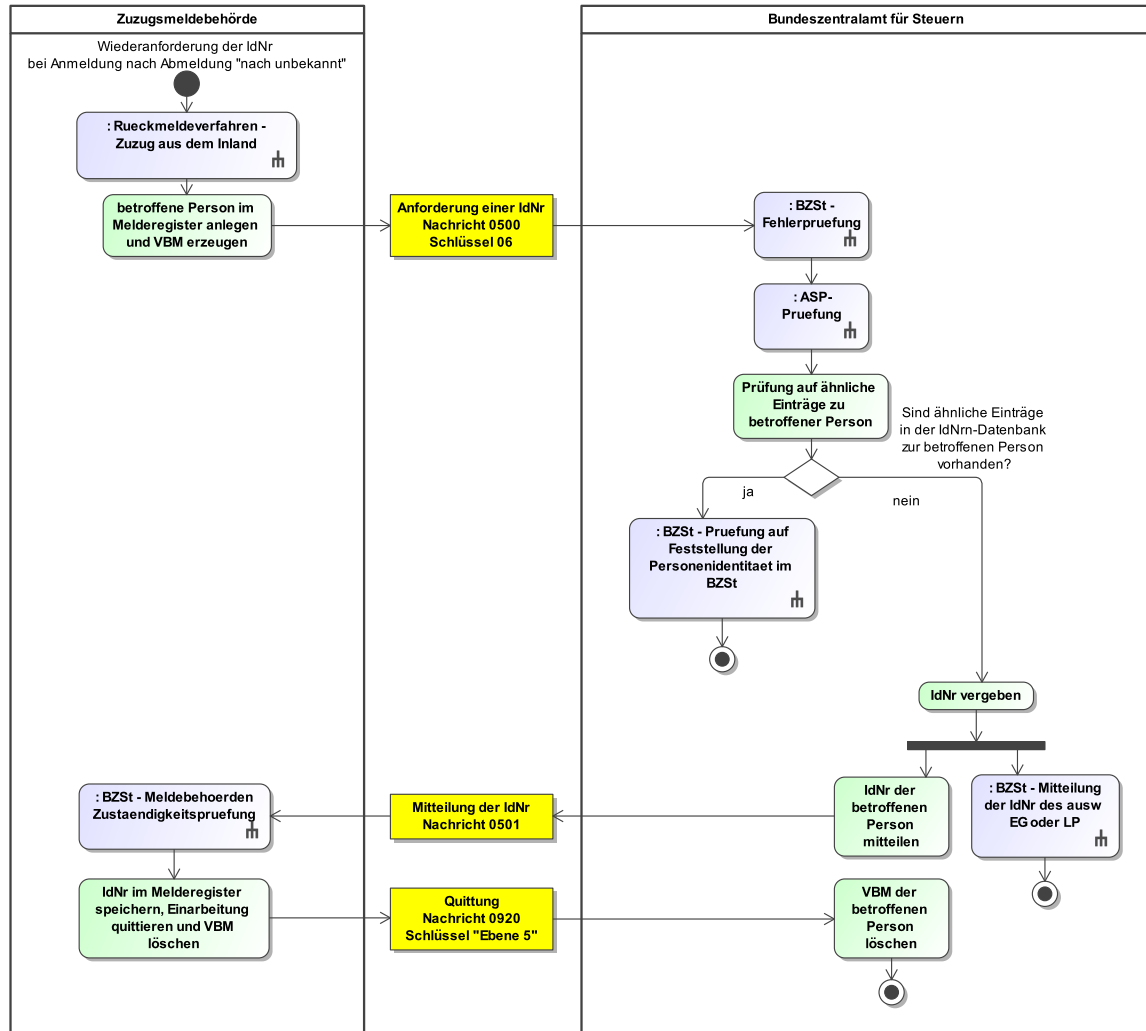 Zuzugsmeldebehörde
Bundeszentralamt für Steuern
Wiederanforderung der IdNr
bei Anmeldung nach Abmeldung "nach unbekannt"
: Rueckmeldeverfahren -
Zuzug aus dem Inland
betroffene Person im
Melderegister anlegen
und VBM erzeugen
Anforderung einer IdNr
Nachricht 0500
Schlüssel 06
: BZSt -
Fehlerpruefung
: ASP-
Pruefung
Prüfung auf ähnliche
Einträge zu
betroffener Person
Sind ähnliche Einträge
in der IdNrn-Datenbank
zur betroffenen Person
vorhanden?
ja
nein
: BZSt - Pruefung auf
Feststellung der
Personenidentitaet im
BZSt
IdNr vergeben
: BZSt - Meldebehoerden
Zustaendigkeitspruefung
Mitteilung der IdNr
Nachricht 0501
IdNr der
betroffenen
Person
mitteilen
: BZSt - Mitteilung
der IdNr des ausw
EG oder LP
IdNr im Melderegister
speichern, Einarbeitung
quittieren und VBM
löschen
Quittung
Nachricht 0920
Schlüssel "Ebene 5"
VBM der
betroffenen
Person
löschen